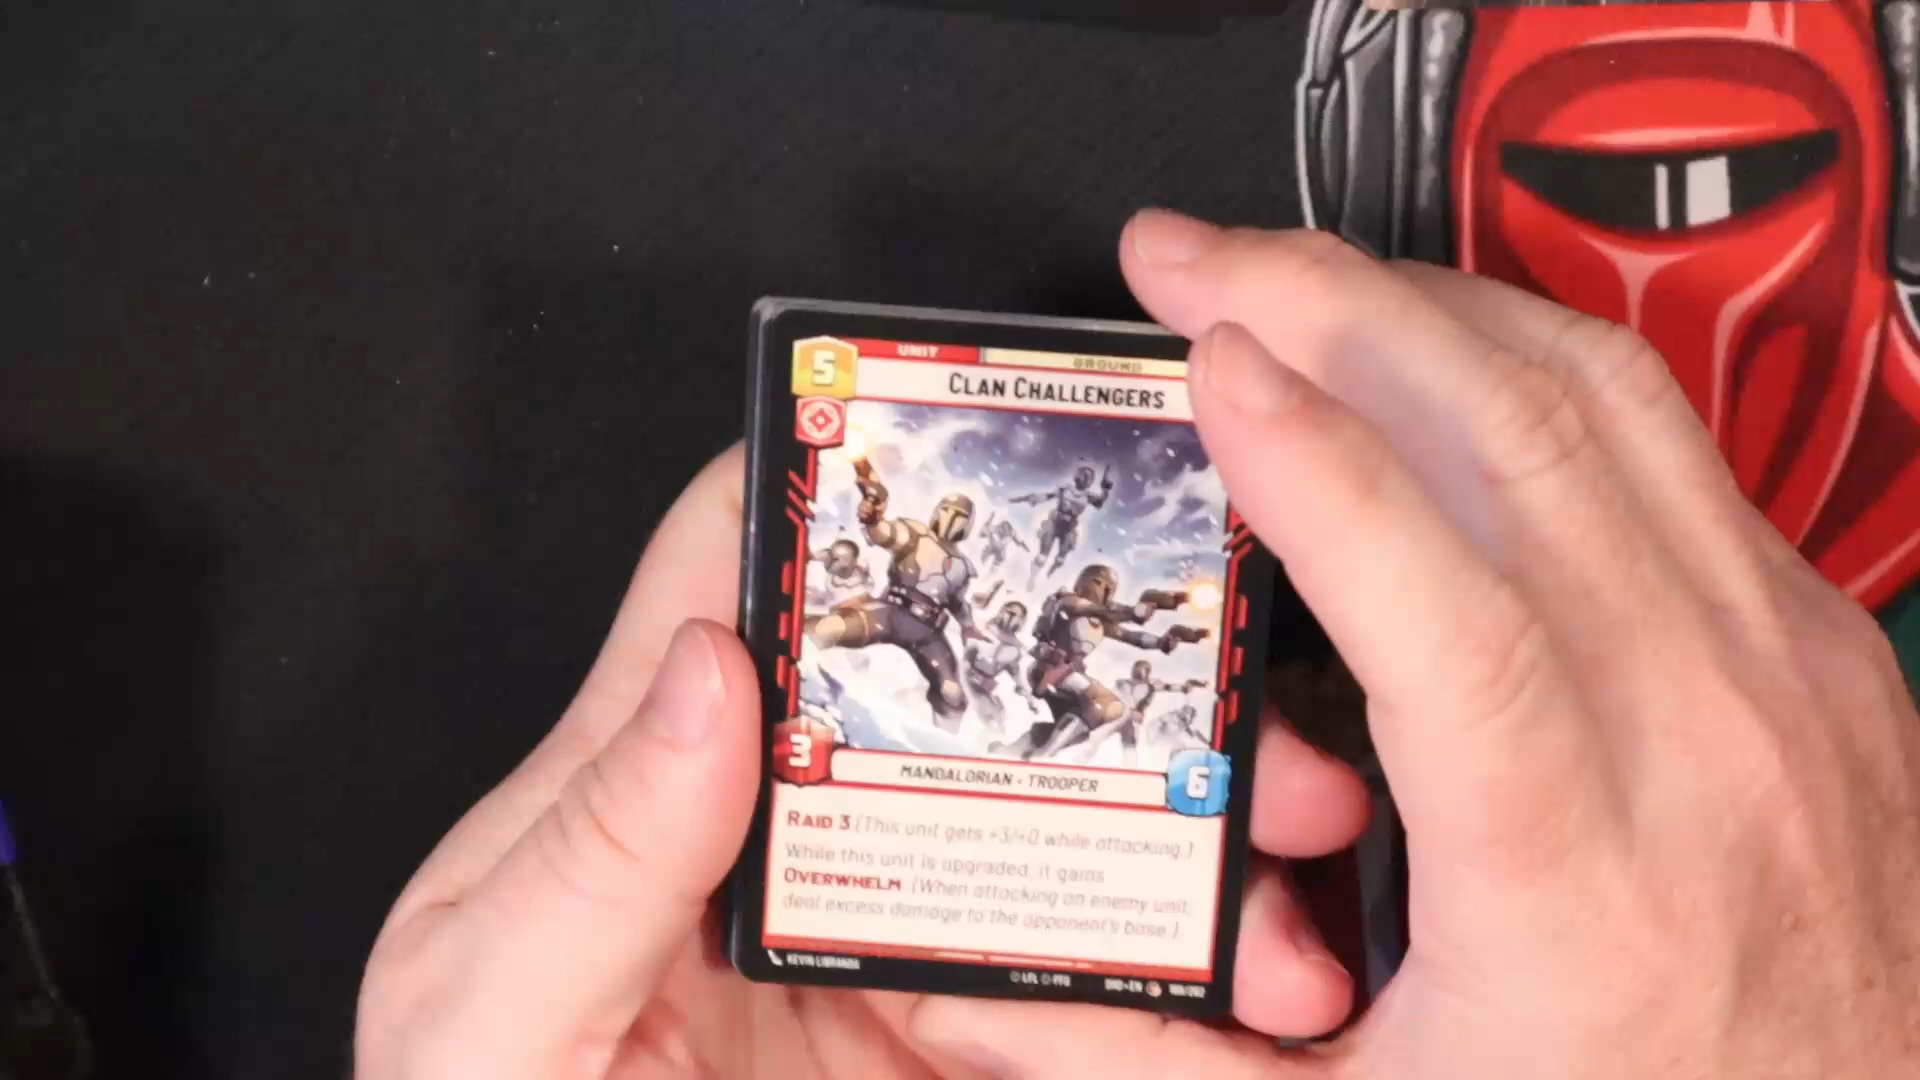 5
UNIT
GROUND
CLAN CHALLENGERS
3
MANDALORIAN • TROOPER
6
RAID 3 (This unit gets +3/+0 while attacking.)
While this unit is upgraded, it gains
OVERWHELM. (When attacking an enemy unit,
deal excess damage to the opponent's base.)
KEVIN LIBRANDA
© LFL © FFG